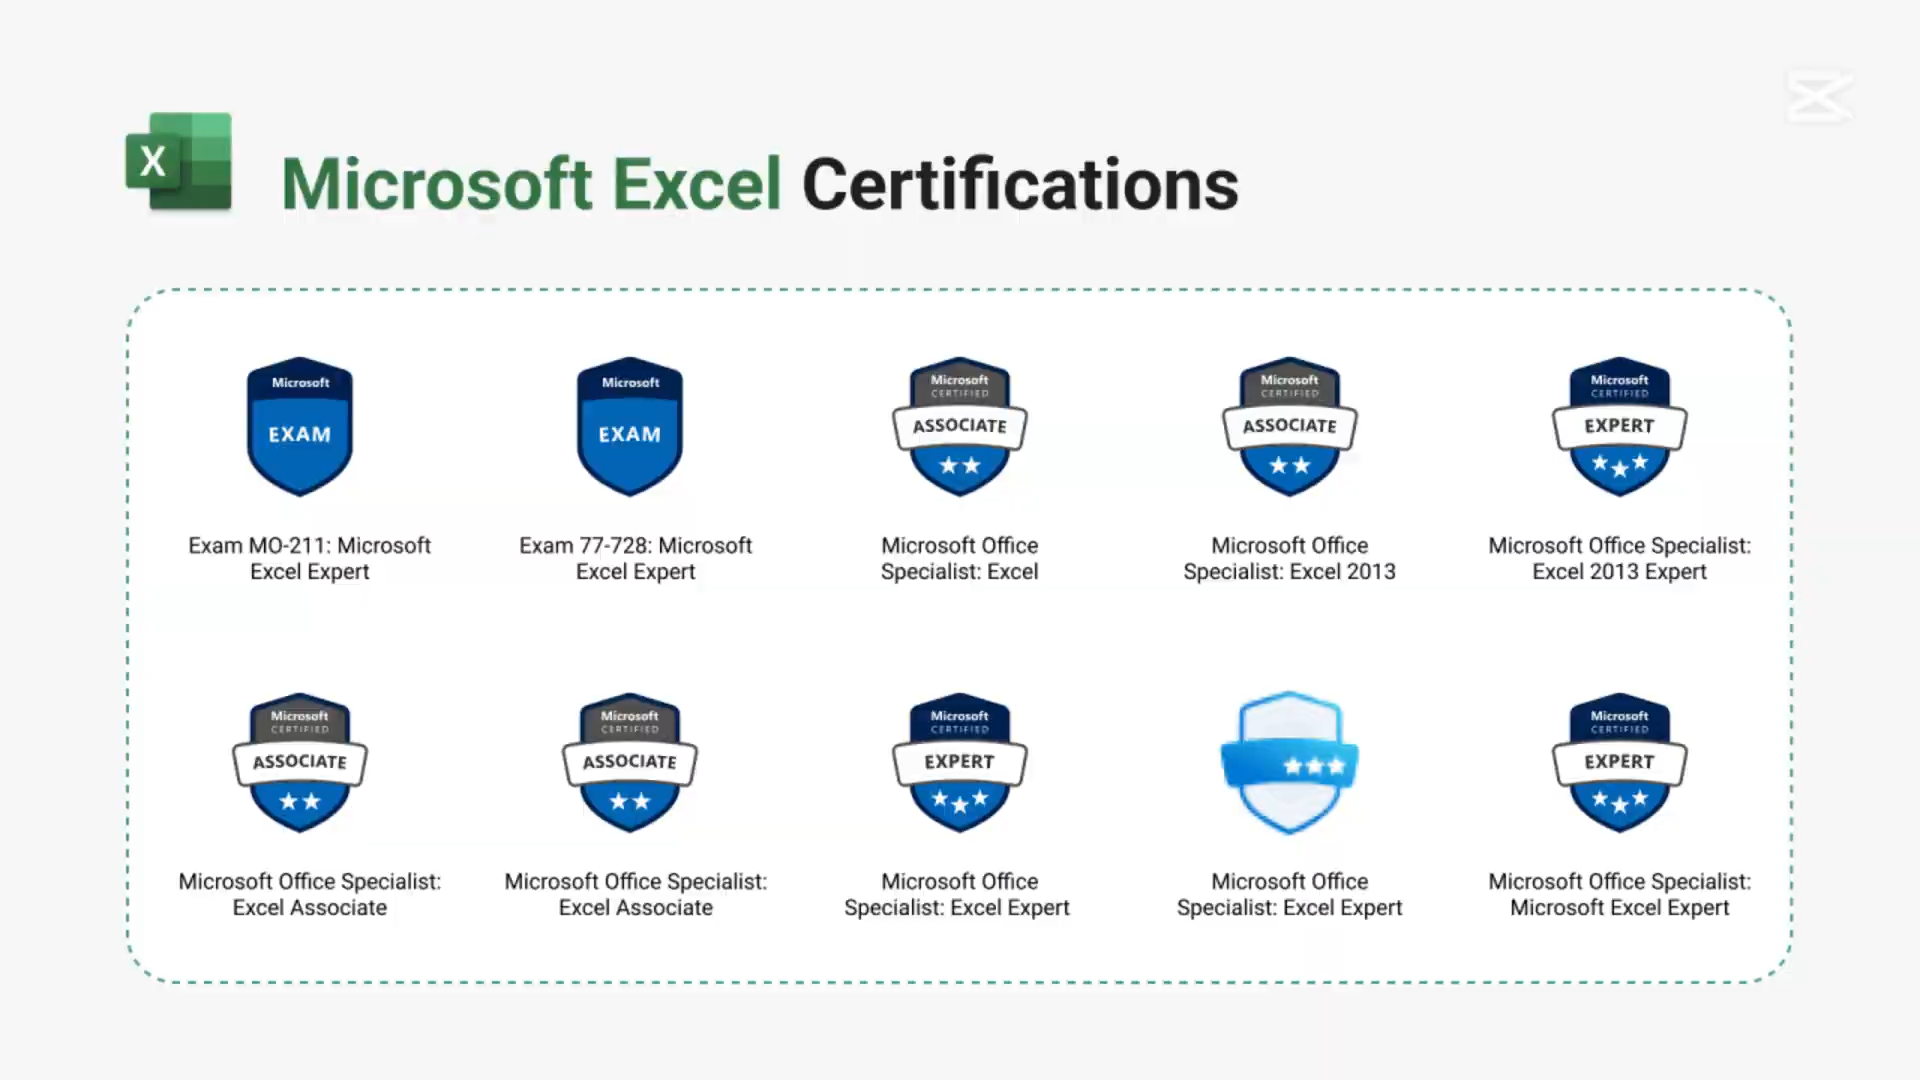 X
Microsoft Excel Certifications
Microsoft
EXAM
Exam MO-211: Microsoft
Excel Expert
Microsoft
EXAM
Exam 77-728: Microsoft
Excel Expert
Microsoft
CERTIFIED
ASSOCIATE
Microsoft Office
Specialist: Excel
Microsoft
CERTIFIED
ASSOCIATE
Microsoft Office
Specialist: Excel 2013
Microsoft
CERTIFIED
EXPERT
Microsoft Office Specialist:
Excel 2013 Expert
Microsoft
CERTIFIED
ASSOCIATE
Microsoft Office Specialist:
Excel Associate
Microsoft
CERTIFIED
ASSOCIATE
Microsoft Office Specialist:
Excel Associate
Microsoft
CERTIFIED
EXPERT
Microsoft Office
Specialist: Excel Expert
Microsoft Office
Specialist: Excel Expert
Microsoft
CERTIFIED
EXPERT
Microsoft Office Specialist:
Microsoft Excel Expert